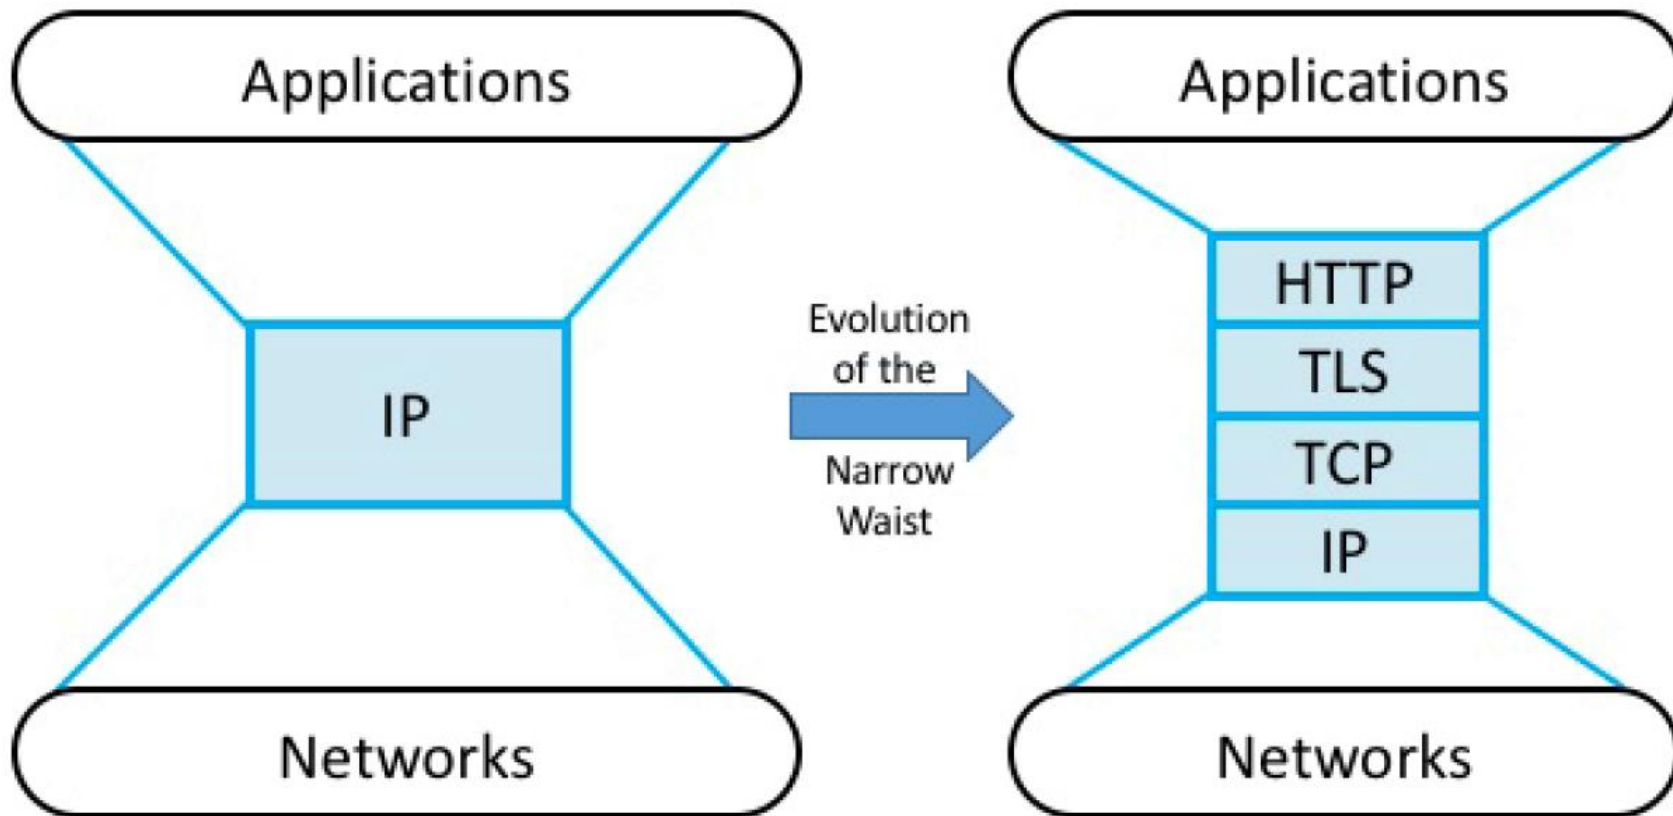 Applications
IP
Networks
Evolution
of the
Narrow
Waist
Applications
HTTP
TLS
TCP
IP
Networks